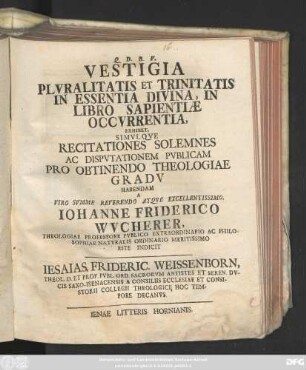 Q. D. B. V.
VESTIGIA
PLVRALITATIS ET TRINITATIS
IN ESSENTIA DIVINA, IN
LIBRO SAPIENTIÆ
OCCVRRENTIA,
EXHIBET,
SIMVLQVE
RECITATIONES SOLEMNES
AC DISPVTATIONEM PVBLICAM
PRO OBTINENDO THEOLOGIAE
GRADV
HABENDAM
A
VIRO SUMME REVERENDO ATQVE EXCELLENTISSIMO,
IOHANNE FRIDERICO
WVCHERER,
THEOLOGIAE PROFESSORE PVBLICO EXTRAORDINARIO AC PHILO-
SOPHIAE NATVRALIS ORDINARIO MERITISSIMO
RITE INDICIT
IESAIAS FRIDERIC. WEISSENBORN,
THEOL. D. ET PROF. PVBL. ORD. SACRORVM ANTISTES ET SEREN. DV-
CIS SAXO-ISENACENSIS A CONSILIIS ECCLESIAE ET CONSI-
STORII COLLEGII THEOLOGICI, HOC TEM-
PORE DECANVS.
IENAE LITTERIS HORNIANIS.